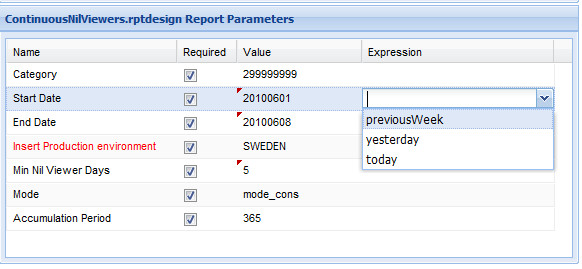 ContinuousNilViewers.rptdesign Report Parameters
Name Required Value Expression
Category 299999999
Start Date 20100601
previousWeek
End Date 20100608
yesterday
Insert Production environment SWEDEN
today
Min Nil Viewer Days 5
Mode mode_cons
Accumulation Period 365